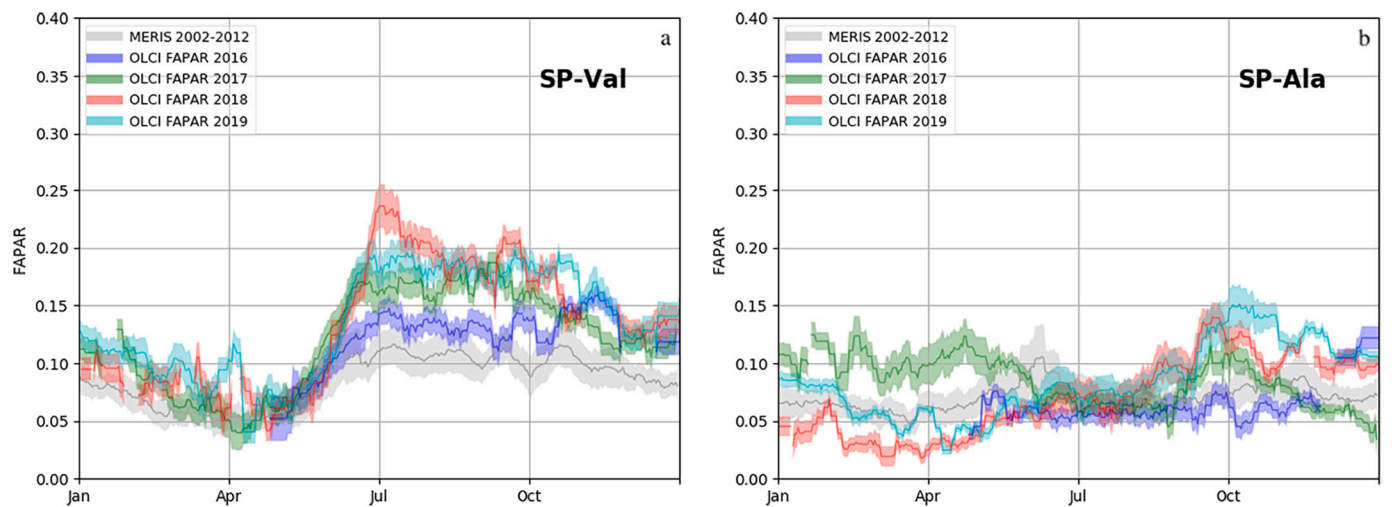 0.40
0.35
0.30
0.25
0.20
0.15
0.10
0.05
0.00
FAPAR
Jan
Apr
Jul
Oct
MERIS 2002-2012
OLCI FAPAR 2016
OLCI FAPAR 2017
OLCI FAPAR 2018
OLCI FAPAR 2019
a
SP-Val
0.40
0.35
0.30
0.25
0.20
0.15
0.10
0.05
0.00
FAPAR
Jan
Apr
Jul
Oct
MERIS 2002-2012
OLCI FAPAR 2016
OLCI FAPAR 2017
OLCI FAPAR 2018
OLCI FAPAR 2019
b
SP-Ala